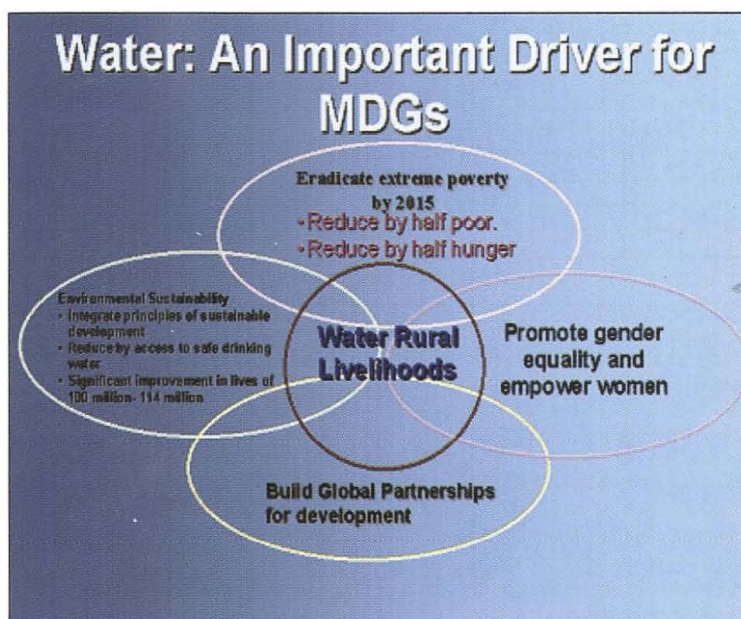 Water: An Important Driver for
MDGs
Eradicate extreme poverty
by 2015
• Reduce by half poor.
• Reduce by half hunger
Environmental Sustainability
• Integrate principles of sustainable
development
• Reduce by access to safe drinking
water
• Significant improvement in lives of
100 million- 114 million
Water Rural
Livelihoods
Promote gender
equality and
empower women
Build Global Partnerships
for development